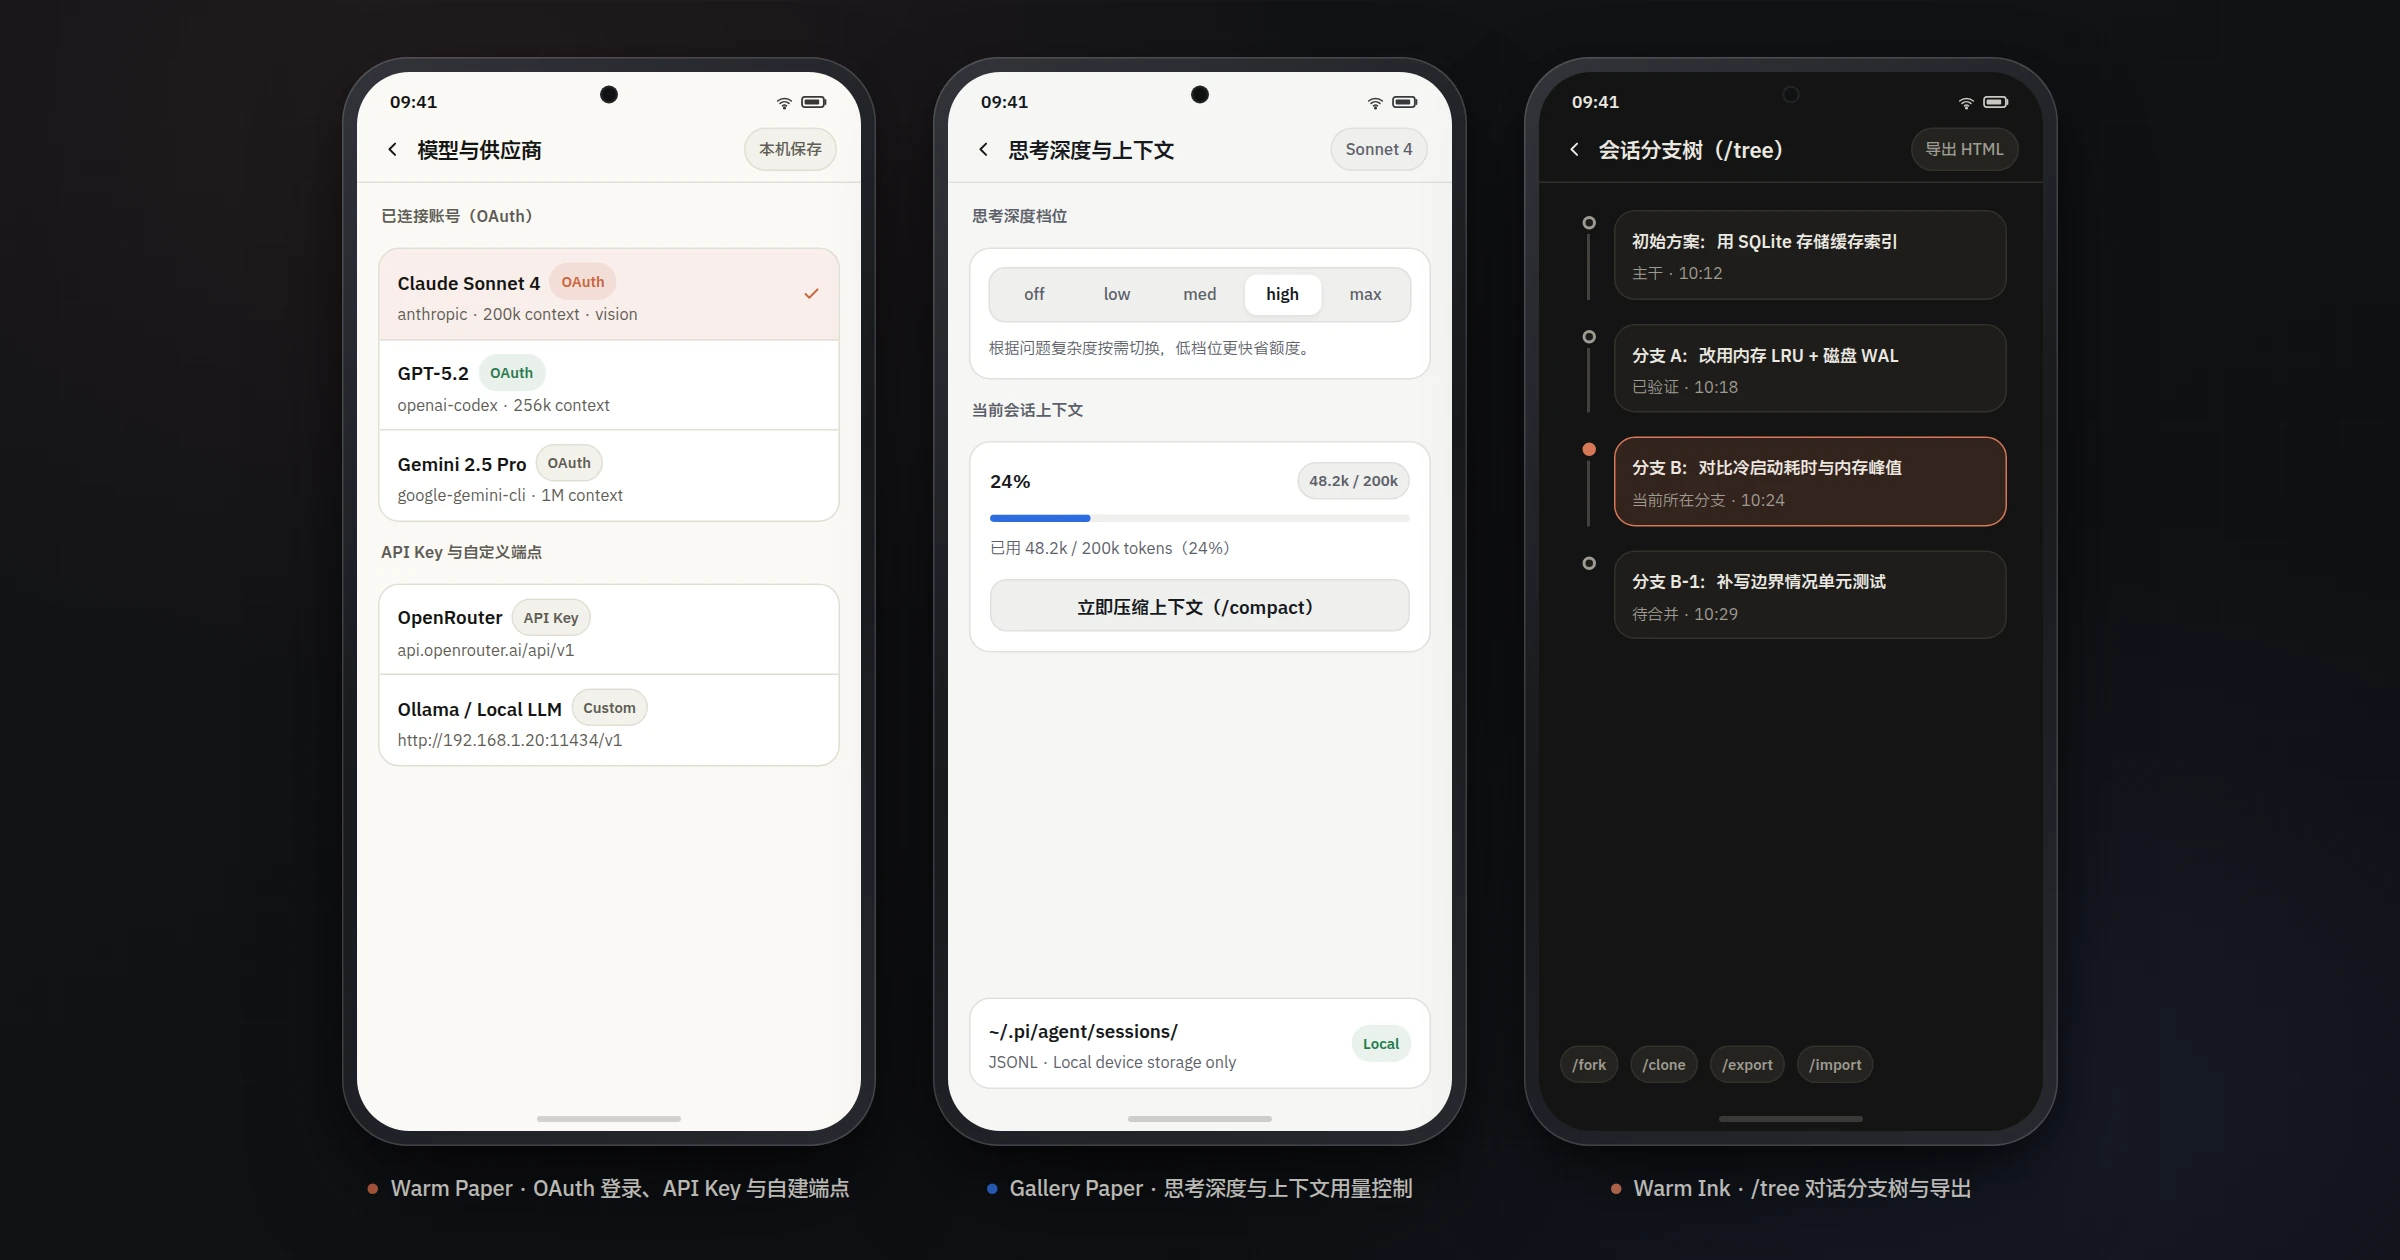 09:41
模型与供应商
本机保存
已连接账号（OAuth）
Claude Sonnet 4 OAuth
anthropic · 200k context · vision
GPT-5.2 OAuth
openai-codex · 256k context
Gemini 2.5 Pro OAuth
google-gemini-cli · 1M context
API Key 与自定义端点
OpenRouter API Key
api.openrouter.ai/api/v1
Ollama / Local LLM Custom
http://192.168.1.20:11434/v1
Warm Paper · OAuth 登录、API Key 与自建端点
09:41
思考深度与上下文
Sonnet 4
思考深度档位
off low med high max
根据问题复杂度按需切换，低档位更快省额度。
当前会话上下文
24% 48.2k / 200k
已用 48.2k / 200k tokens（24%）
立即压缩上下文（/compact）
~/.pi/agent/sessions/
JSONL · Local device storage only
Local
Gallery Paper · 思考深度与上下文用量控制
09:41
会话分支树（/tree）
导出 HTML
初始方案：用 SQLite 存储缓存索引
主干 · 10:12
分支 A：改用内存 LRU + 磁盘 WAL
已验证 · 10:18
分支 B：对比冷启动耗时与内存峰值
当前所在分支 · 10:24
分支 B-1：补写边界情况单元测试
待合并 · 10:29
/fork /clone /export /import
Warm Ink · /tree 对话分支树与导出